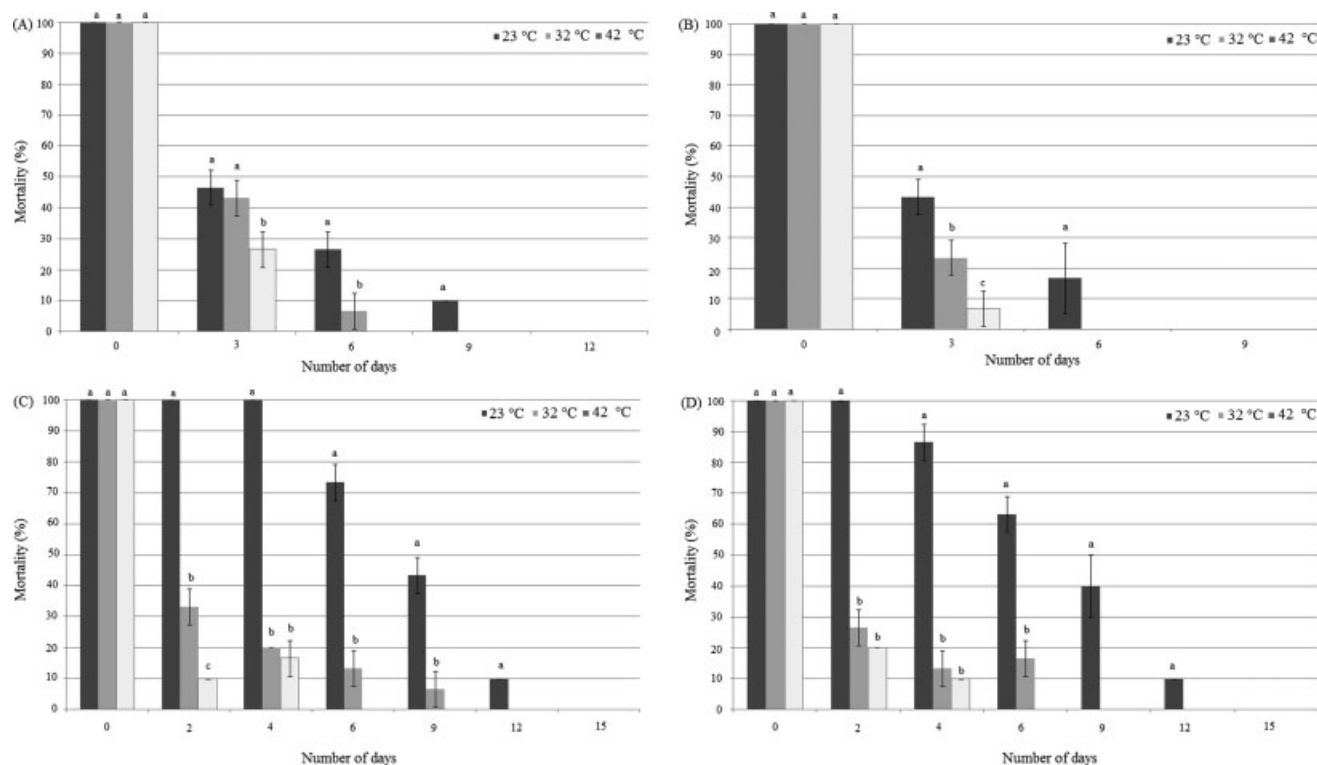 (A)
a a a
100
■ 23 °C ■ 32 °C ■ 42 °C
90
80
70
60
50
40
30
20
10
0
Mortality (%)
a a b
a b
a
0 3 6 9 12
Number of days
(B)
a a a
100
■ 23 °C ■ 32 °C ■ 42 °C
90
80
70
60
50
40
30
20
10
0
Mortality (%)
a b c
a
0 3 6 9
Number of days
(C)
a a a a a
100
■ 23 °C ■ 32 °C ■ 42 °C
90
80
70
60
50
40
30
20
10
0
Mortality (%)
b c
b b
a b
a b
a
0 2 4 6 9 12 15
Number of days
(D)
a a a a
100
■ 23 °C ■ 32 °C ■ 42 °C
90
80
70
60
50
40
30
20
10
0
Mortality (%)
b b
a b b
a b
a
a
0 2 4 6 9 12 15
Number of days